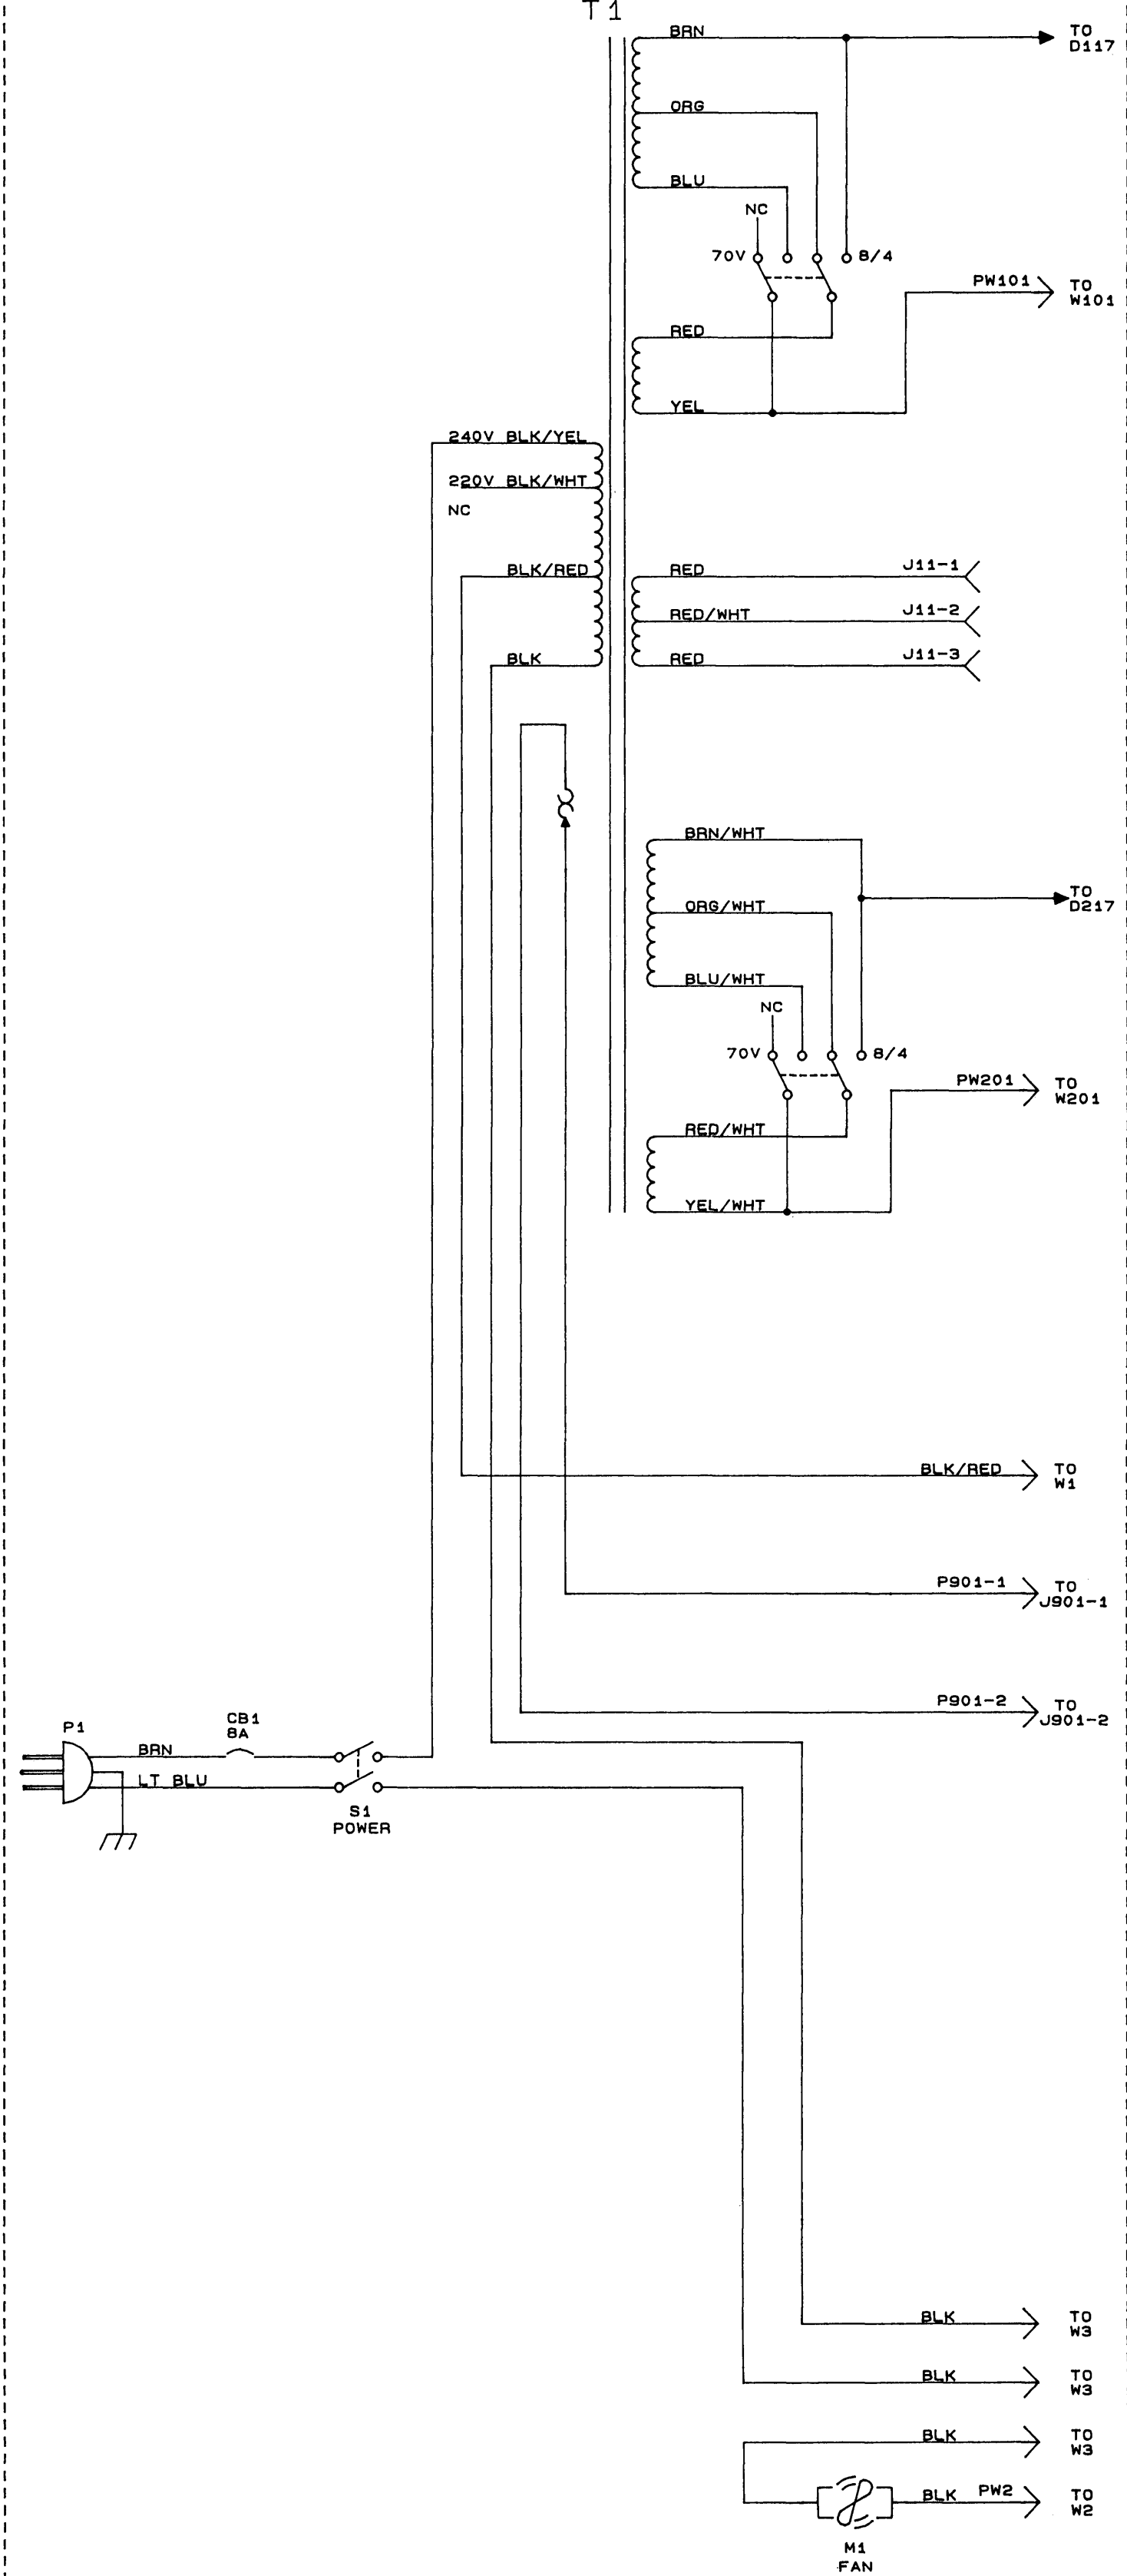 T1
BRN
TO
D117
ORG
BLU
NC
70V
8/4
PW101
TO
W101
RED
YEL
240V BLK/YEL
220V BLK/WHT
NC
BLK/RED
RED
J11-1
RED/WHT
J11-2
BLK
RED
J11-3
BRN/WHT
TO
D217
ORG/WHT
BLU/WHT
NC
70V
8/4
PW201
TO
W201
RED/WHT
YEL/WHT
BLK/RED
TO
W1
P901-1
TO
J901-1
P901-2
TO
J901-2
P1
CB1
8A
BRN
LT BLU
S1
POWER
BLK
TO
W3
BLK
TO
W3
BLK
TO
W3
BLK
PW2
TO
W2
M1
FAN